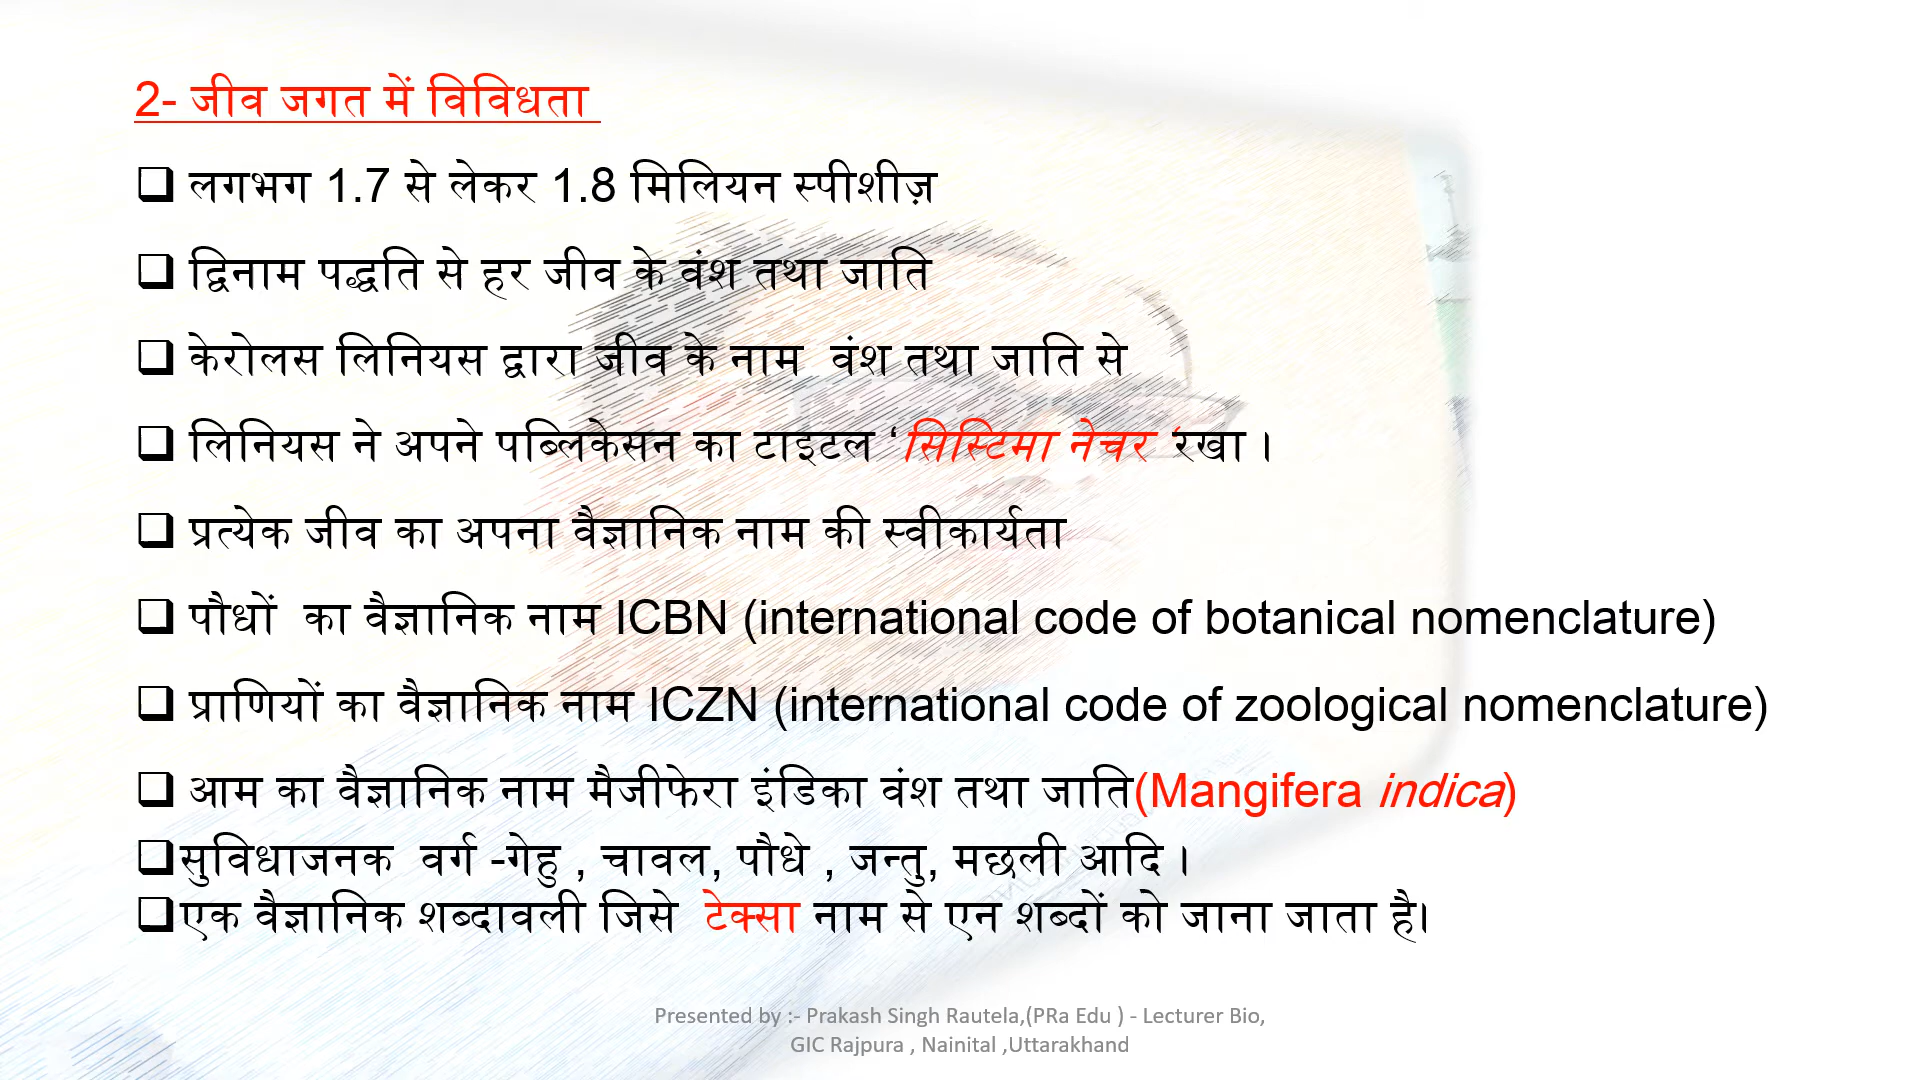 2- जीव जगत में विविधता
❑ लगभग 1.7 से लेकर 1.8 मिलियन स्पीशीज़
❑ द्विनाम पद्धति से हर जीव के वंश तथा जाति
❑ केरोलस लिनियस द्वारा जीव के नाम वंश तथा जाति से
❑ लिनियस ने अपने पब्लिकेसन का टाइटल ‘सिस्टिमा नेचर ‘रखा ।
❑ प्रत्येक जीव का अपना वैज्ञानिक नाम की स्वीकार्यता
❑ पौधों का वैज्ञानिक नाम ICBN (international code of botanical nomenclature)
❑ प्राणियों का वैज्ञानिक नाम ICZN (international code of zoological nomenclature)
❑ आम का वैज्ञानिक नाम मैजीफेरा इंडिका वंश तथा जाति(Mangifera indica)
❑सुविधाजनक वर्ग -गेहु , चावल, पौधे , जन्तु, मछली आदि ।
❑एक वैज्ञानिक शब्दावली जिसे टेक्सा नाम से एन शब्दों को जाना जाता है।
Presented by :- Prakash Singh Rautela,(PRa Edu ) - Lecturer Bio,
GIC Rajpura , Nainital ,Uttarakhand